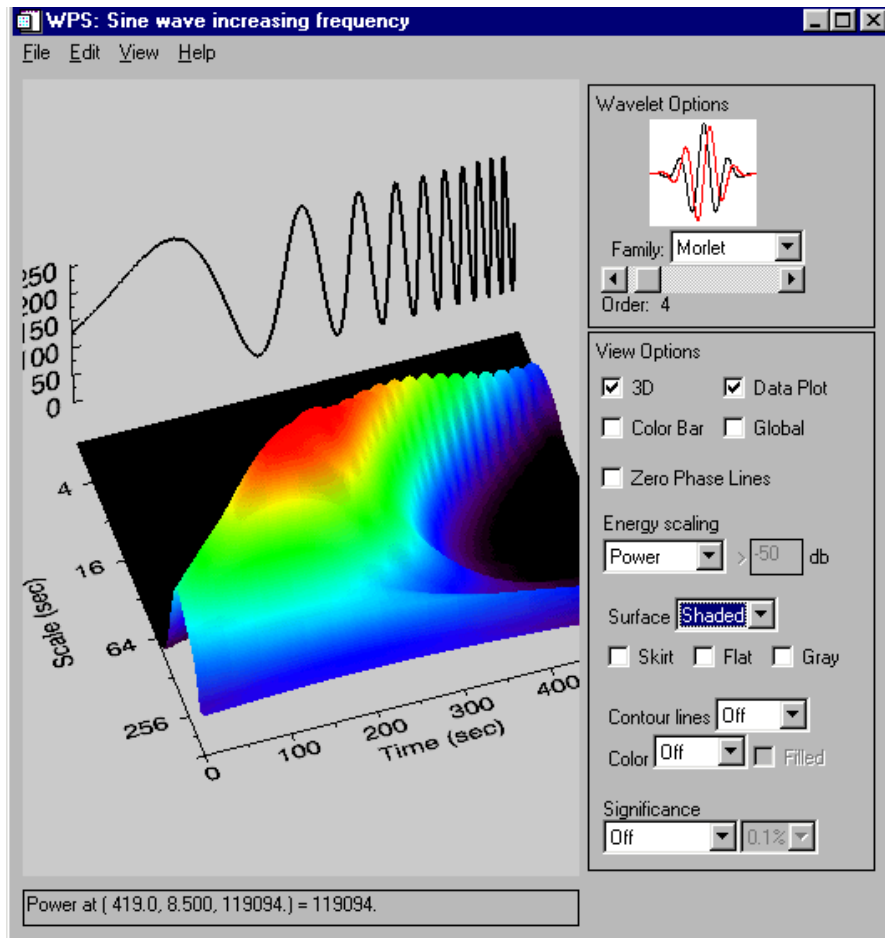 WPS: Sine wave increasing frequency
File Edit View Help
Wavelet Options
Family: Morlet
Order: 4
View Options
3D Data Plot
Color Bar Global
Zero Phase Lines
Energy scaling
Power > -50 db
Surface Shaded
Skirt Flat Gray
Contour lines Off
Color Off Filled
Significance
Off 0.1%
250
200
150
100
50
0
4
16
64
256
Scale (sec)
0 100 200 300 400
Time (sec)
Power at ( 419.0, 8.500, 119094.) = 119094.